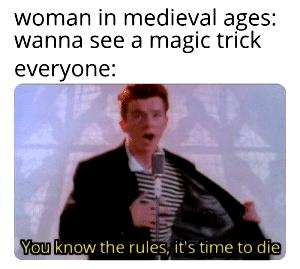 woman in medieval ages:
wanna see a magic trick
everyone:
You know the rules, it's time to die